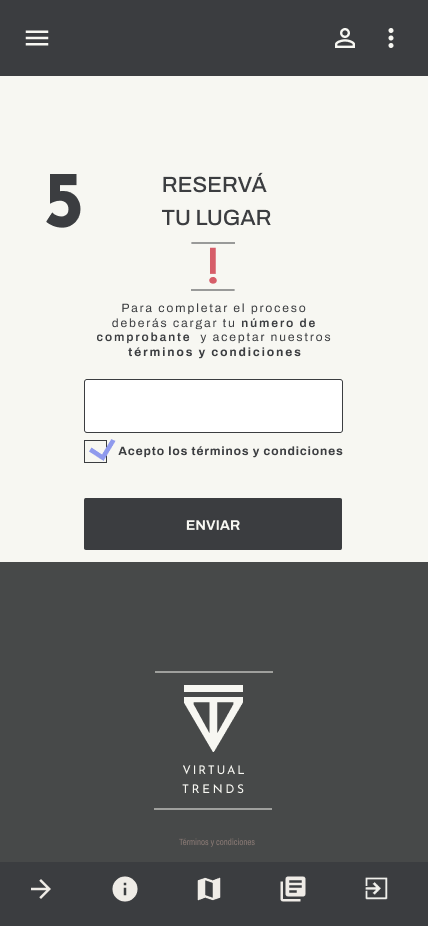 5
RESERVÁ
TU LUGAR
!
Para completar el proceso
deberás cargar tu número de
comprobante y aceptar nuestros
términos y condiciones
Acepto los términos y condiciones
ENVIAR
VIRTUAL
TRENDS
Términos y condiciones